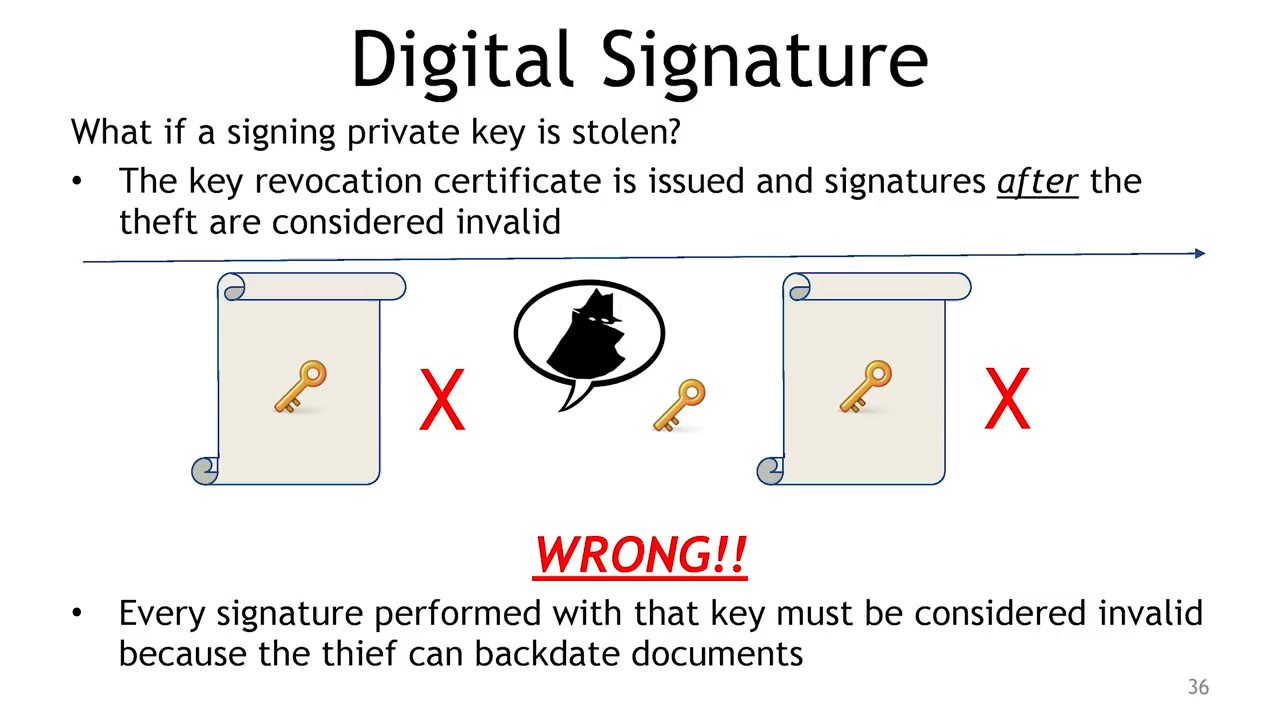 Digital Signature
What if a signing private key is stolen?
• The key revocation certificate is issued and signatures after the
theft are considered invalid
X
X
WRONG!!
• Every signature performed with that key must be considered invalid
because the thief can backdate documents
36